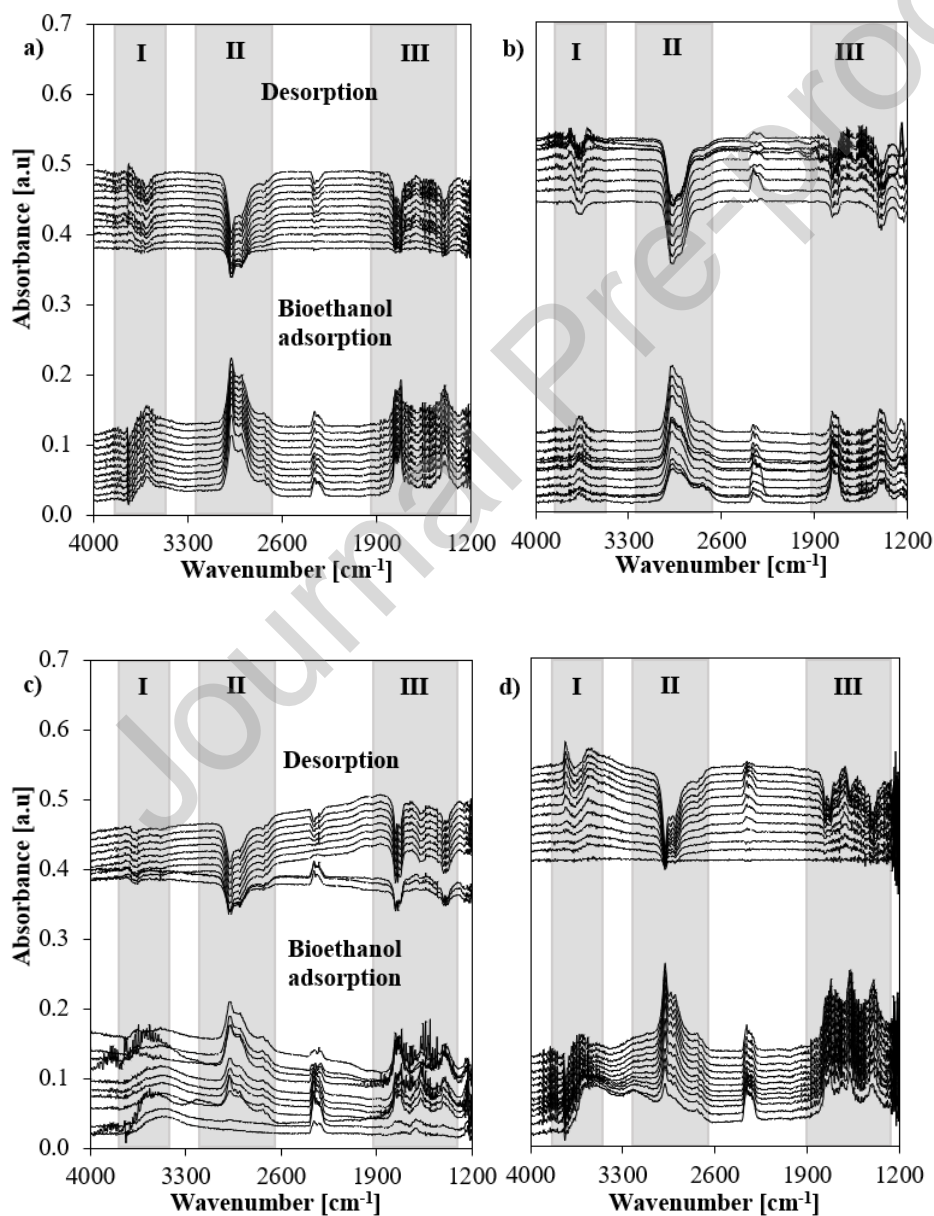 a) I II III
Desorption
Bioethanol
adsorption
0.7
0.6
0.5
0.4
0.3
0.2
0.1
0.0
Absorbance [a.u]
4000 3300 2600 1900 1200
Wavenumber [cm-1]
b) I II III
4000 3300 2600 1900 1200
Wavenumber [cm-1]
c) I II III
Desorption
Bioethanol
adsorption
0.7
0.6
0.5
0.4
0.3
0.2
0.1
0.0
Absorbance [a.u]
4000 3300 2600 1900 1200
Wavenumber [cm-1]
d) I II III
4000 3300 2600 1900 1200
Wavenumber [cm-1]
Journal Pre-proo